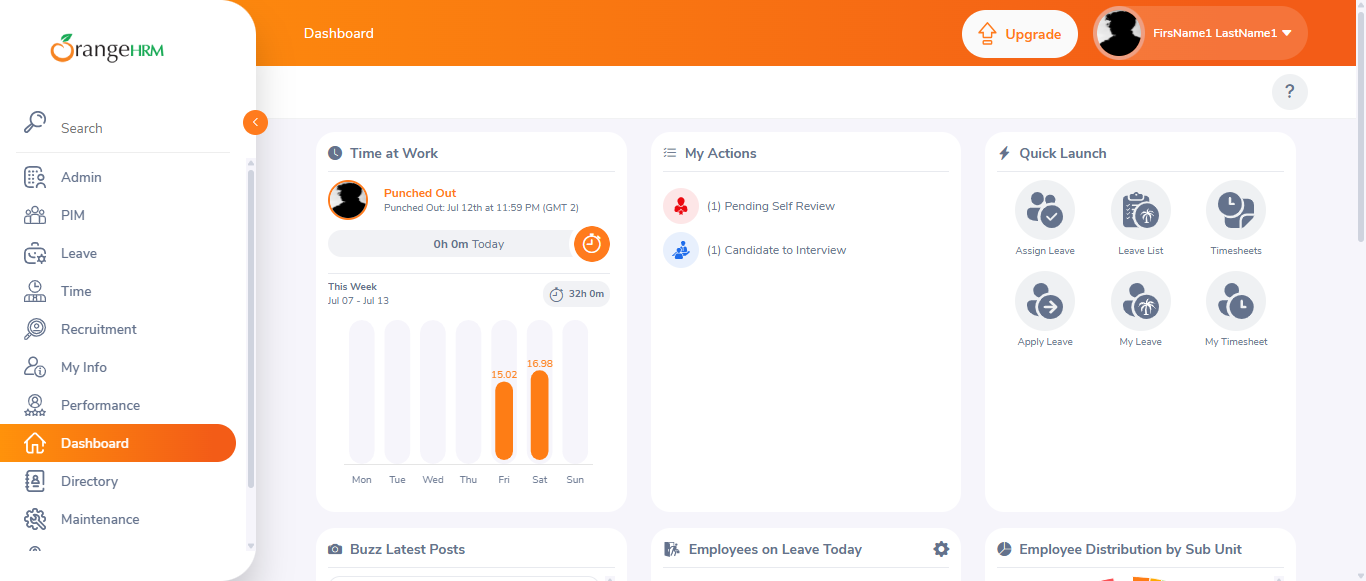 OrangeHRM
Search
Admin
PIM
Leave
Time
Recruitment
My Info
Performance
Dashboard
Directory
Maintenance
Dashboard
Upgrade
FirsName1 LastName1
?
Time at Work
Punched Out
Punched Out: Jul 12th at 11:59 PM (GMT 2)
0h 0m Today
This Week
Jul 07 - Jul 13
32h 0m
15.02
16.98
Mon Tue Wed Thu Fri Sat Sun
My Actions
(1) Pending Self Review
(1) Candidate to Interview
Quick Launch
Assign Leave
Leave List
Timesheets
Apply Leave
My Leave
My Timesheet
Buzz Latest Posts
Employees on Leave Today
Employee Distribution by Sub Unit